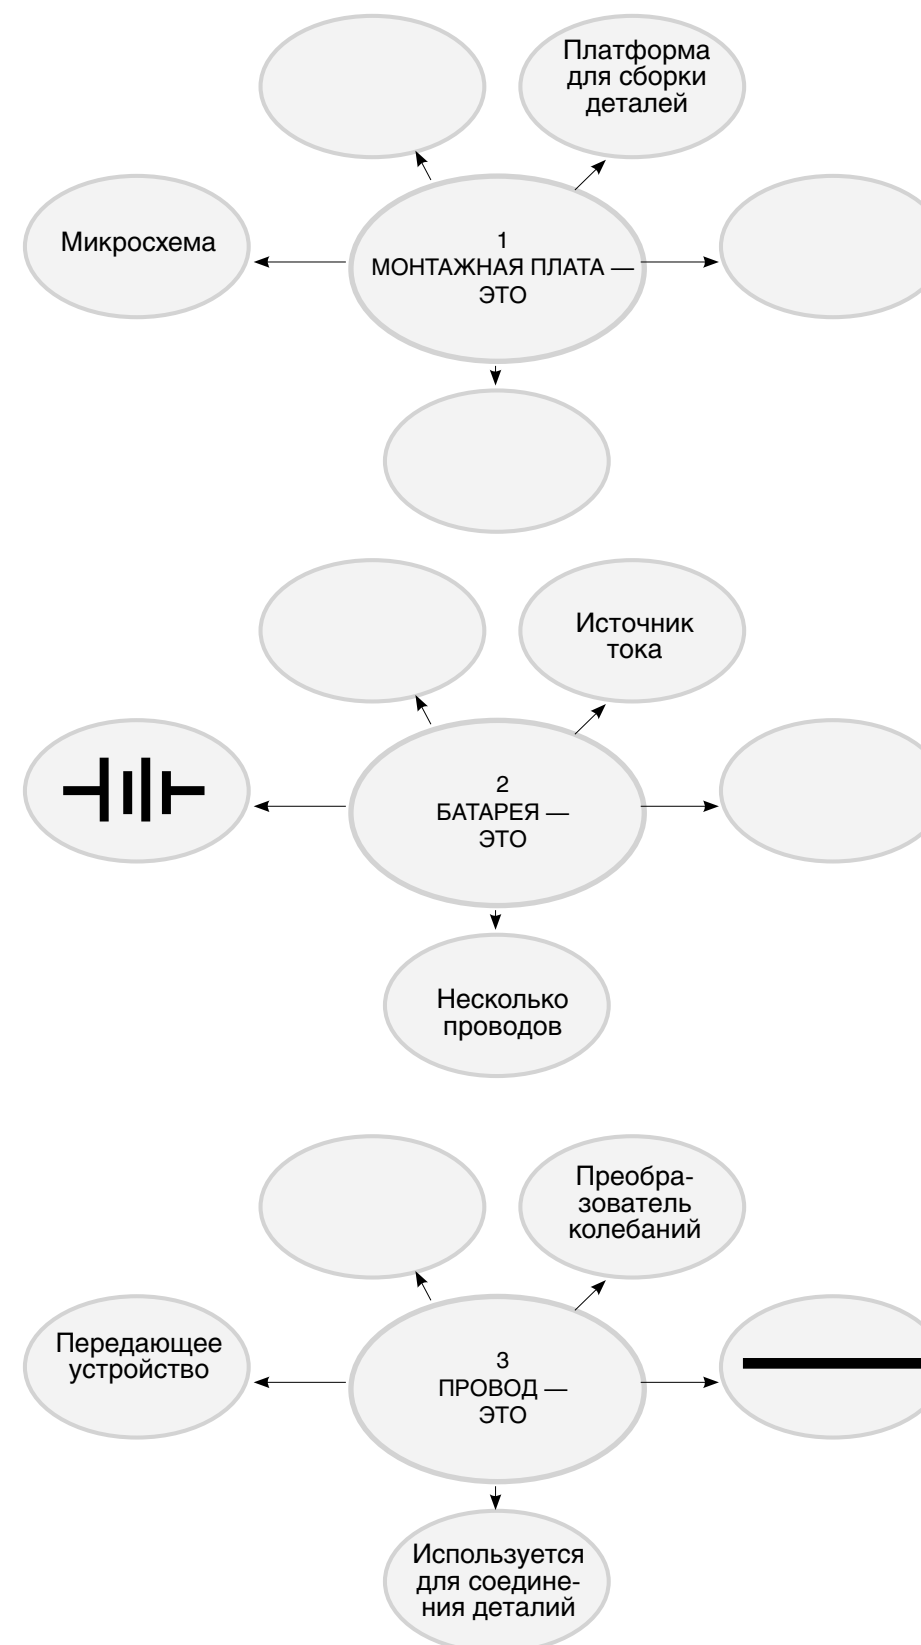 Платформа
для сборки
деталей
Микросхема
1
МОНТАЖНАЯ ПЛАТА —
ЭТО
Источник
тока
2
БАТАРЕЯ —
ЭТО
Несколько
проводов
Преобра-
зователь
колебаний
Передающее
устройство
3
ПРОВОД —
ЭТО
Используется
для соедине-
ния деталий